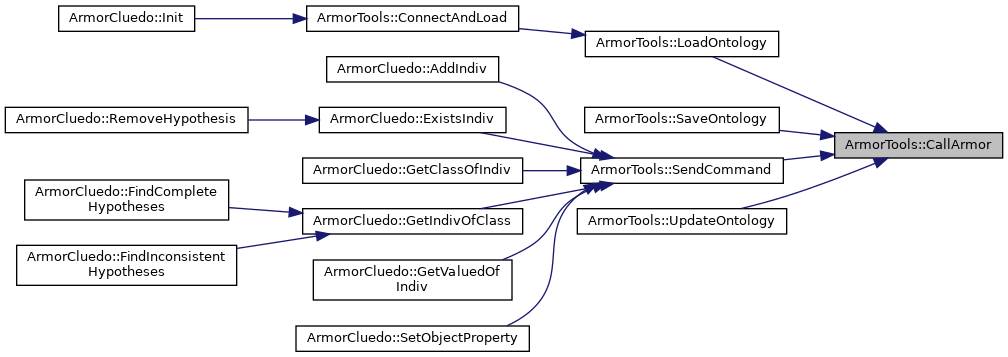 ArmorCluedo::Init
ArmorTools::ConnectAndLoad
ArmorTools::LoadOntology
ArmorCluedo::AddIndiv
ArmorCluedo::RemoveHypothesis
ArmorCluedo::ExistsIndiv
ArmorTools::SaveOntology
ArmorTools::CallArmor
ArmorCluedo::GetClassOfIndiv
ArmorTools::SendCommand
ArmorCluedo::FindComplete
Hypotheses
ArmorCluedo::GetIndivOfClass
ArmorTools::UpdateOntology
ArmorCluedo::FindInconsistent
Hypotheses
ArmorCluedo::GetValuedOf
Indiv
ArmorCluedo::SetObjectProperty